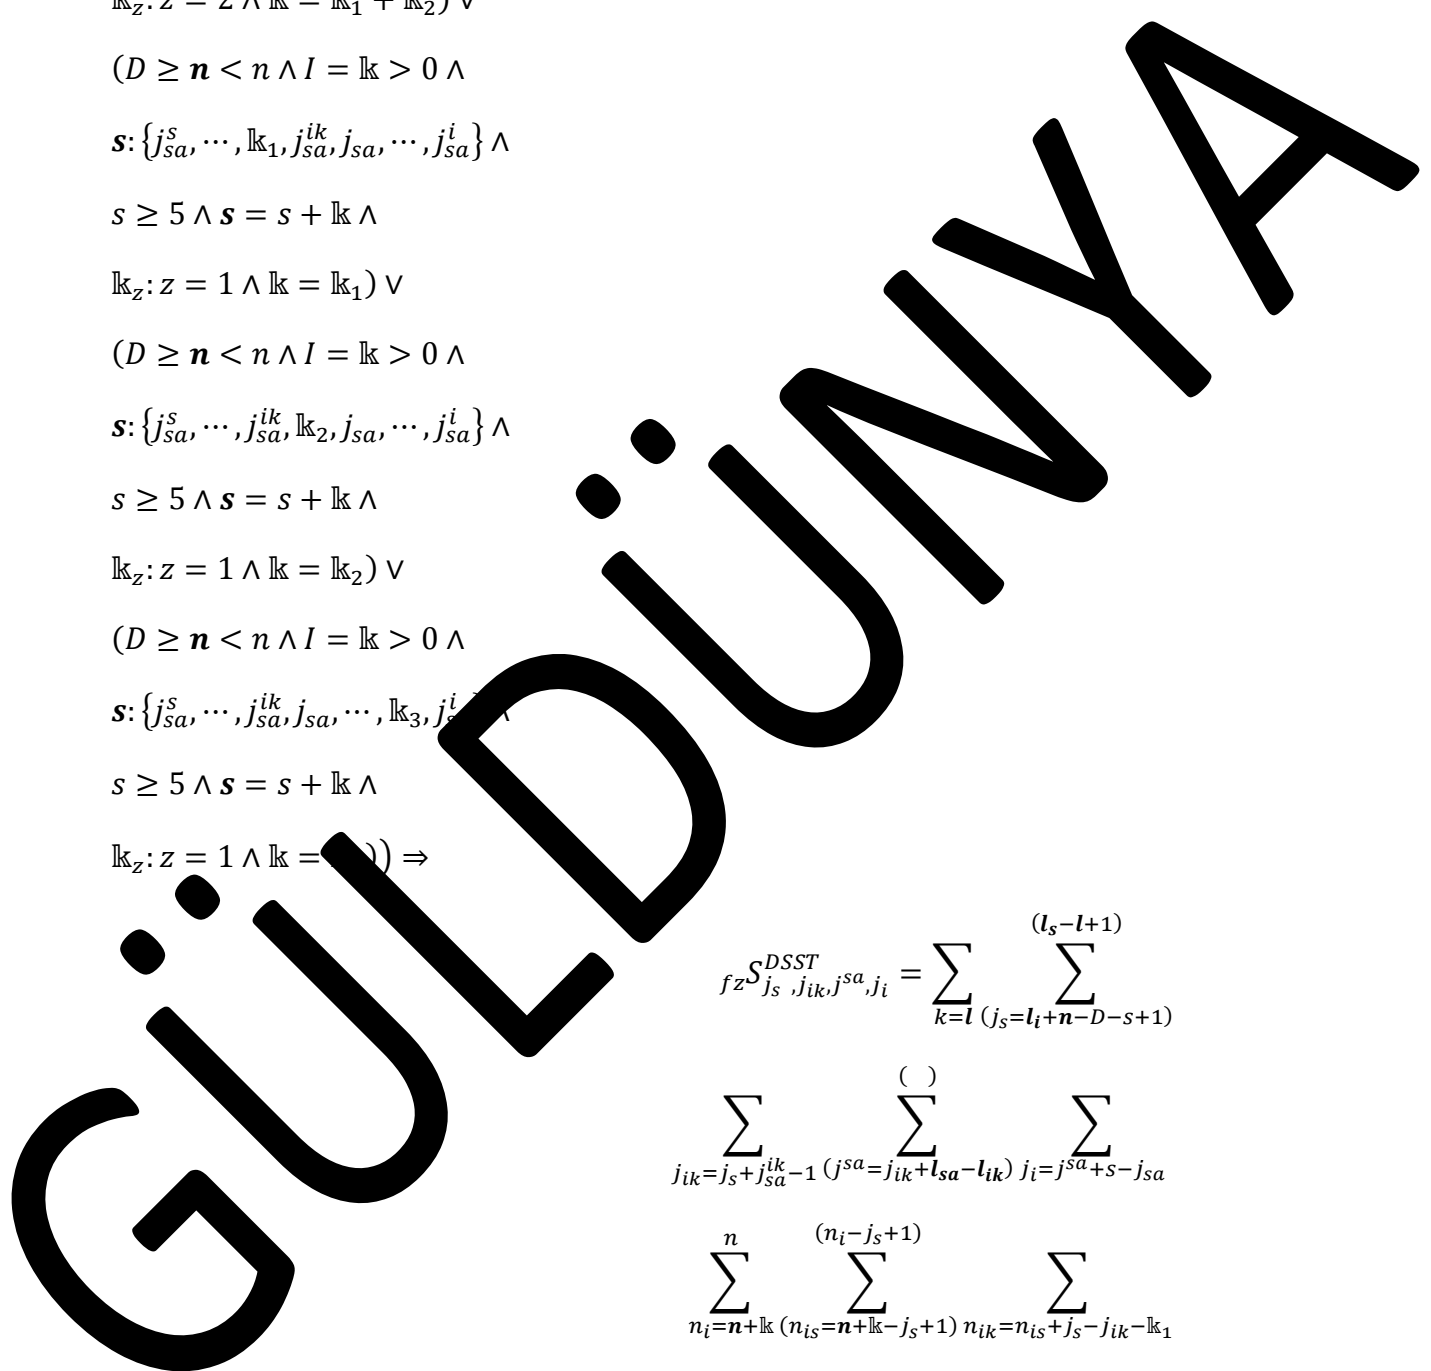 𝕜_z: z = 2 ∧ 𝕜 = 𝕜_1 + 𝕜_2) ∨
(D ≥ 𝒏 < n ∧ I = 𝕜 > 0 ∧
𝒔: {j_{sa}^s, ⋯, 𝕜_1, j_{sa}^{ik}, j_{sa}, ⋯, j_{sa}^i} ∧
s ≥ 5 ∧ 𝒔 = s + 𝕜 ∧
𝕜_z: z = 1 ∧ 𝕜 = 𝕜_1) ∨
(D ≥ 𝒏 < n ∧ I = 𝕜 > 0 ∧
𝒔: {j_{sa}^s, ⋯, j_{sa}^{ik}, 𝕜_2, j_{sa}, ⋯, j_{sa}^i} ∧
s ≥ 5 ∧ 𝒔 = s + 𝕜 ∧
𝕜_z: z = 1 ∧ 𝕜 = 𝕜_2) ∨
(D ≥ 𝒏 < n ∧ I = 𝕜 > 0 ∧
𝒔: {j_{sa}^s, ⋯, j_{sa}^{ik}, j_{sa}, ⋯, 𝕜_3, j^i ∧
s ≥ 5 ∧ 𝒔 = s + 𝕜 ∧
𝕜_z: z = 1 ∧ 𝕜 = )) ⇒
_{fz}S_{j_s, j_{ik}, j^{sa}, j_i}^{DSST} = ∑_{k=𝒍} ∑_{(j_s=𝒍_𝒊+𝒏−D−s+1)}^{(𝒍_𝒔−𝒍+1)}
∑_{j_{ik}=j_s+j_{sa}^{ik}−1} ∑_{(j^{sa}=j_{ik}+𝒍_{𝒔𝒂}−𝒍_{𝒊𝒌})}^{( )} ∑_{j_i=j^{sa}+s−j_{sa}}
∑_{n_i=𝒏+𝕜}^{n} ∑_{(n_{is}=𝒏+𝕜−j_s+1)}^{(n_i−j_s+1)} ∑_{n_{ik}=n_{is}+j_s−j_{ik}−𝕜_1}
GÜLDÜNYA